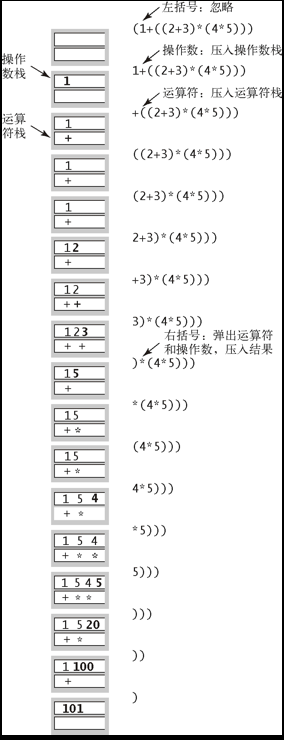 左括号：忽略
(1+((2+3)*(4*5)))
操作数：压入操作数栈
操作
数栈
1
1+((2+3)*(4*5)))
运算符：压入运算符栈
运算
符栈
1
+
+((2+3)*(4*5)))
1
+
((2+3)*(4*5)))
1
+
(2+3)*(4*5)))
1 2
+
2+3)*(4*5)))
1 2
+ +
+3)*(4*5)))
1 2 3
+ +
3)*(4*5)))
右括号：弹出运算符
和操作数，压入结果
1 5
+
)*(4*5)))
1 5
+ *
*(4*5)))
1 5
+ *
(4*5)))
1 5 4
+ *
4*5)))
1 5 4
+ * *
*5)))
1 5 4 5
+ * *
5)))
1 5 20
+ *
)))
1 100
+
))
101
)